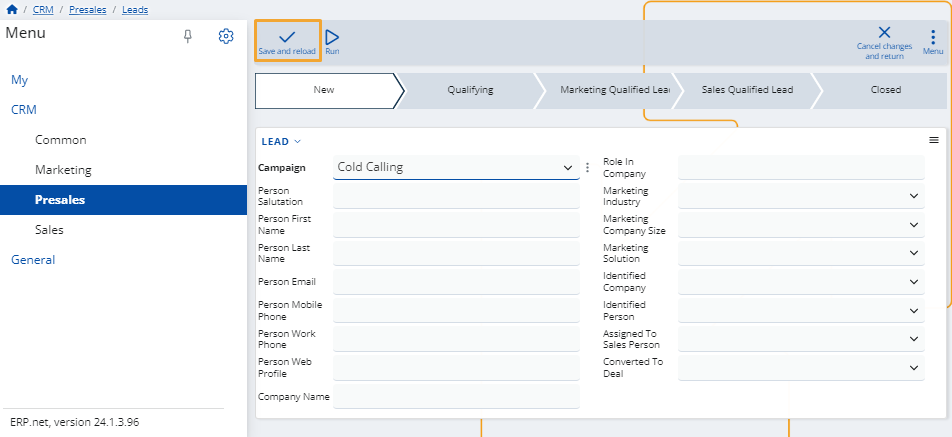 / CRM / Presales / Leads
Menu
My
CRM
Common
Marketing
Presales
Sales
General
ERP.net, version 24.1.3.96
Save and reload
Run
Cancel changes
and return
Menu
New
Qualifying
Marketing Qualified Lea
Sales Qualified Lead
Closed
LEAD
Campaign
Cold Calling
Person
Salutation
Person First
Name
Person Last
Name
Person Email
Person Mobile
Phone
Person Work
Phone
Person Web
Profile
Company Name
Role In
Company
Marketing
Industry
Marketing
Company Size
Marketing
Solution
Identified
Company
Identified
Person
Assigned To
Sales Person
Converted To
Deal